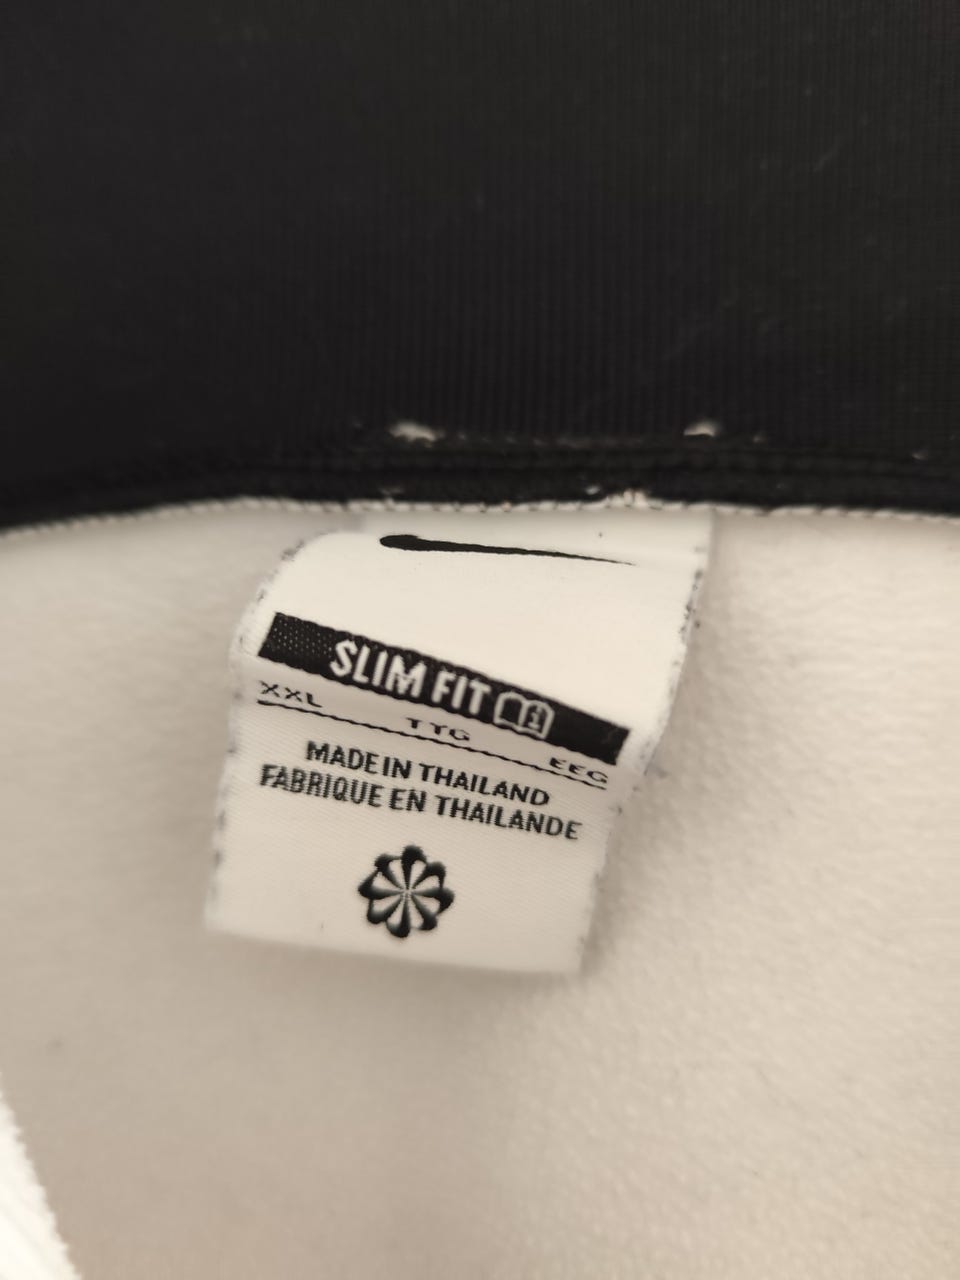 SLIM FIT
XXL TTG EEG
MADE IN THAILAND
FABRIQUE EN THAILANDE